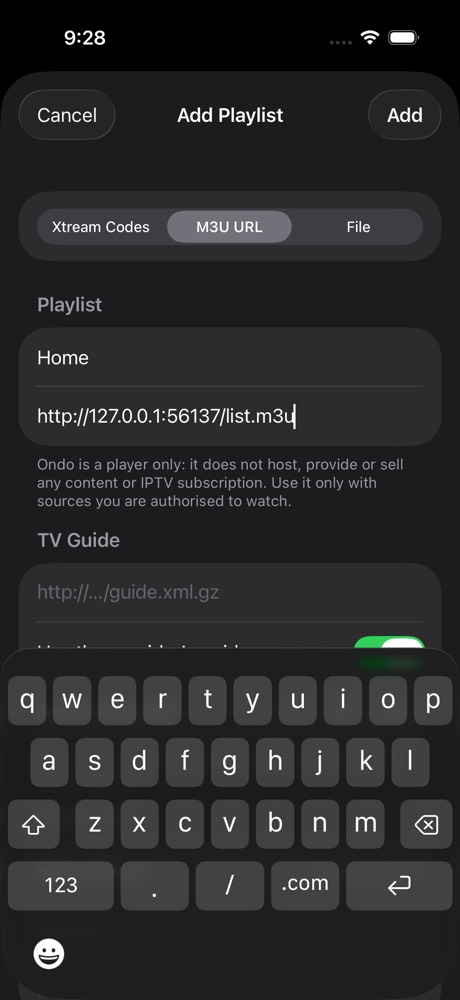 9:28
Cancel
Add Playlist
Add
Xtream Codes
M3U URL
File
Playlist
Home
http://127.0.0.1:56137/list.m3u
Ondo is a player only: it does not host, provide or sell
any content or IPTV subscription. Use it only with
sources you are authorised to watch.
TV Guide
http://.../guide.xml.gz
q w e r t y u i o p
a s d f g h j k l
z x c v b n m
123 . / .com